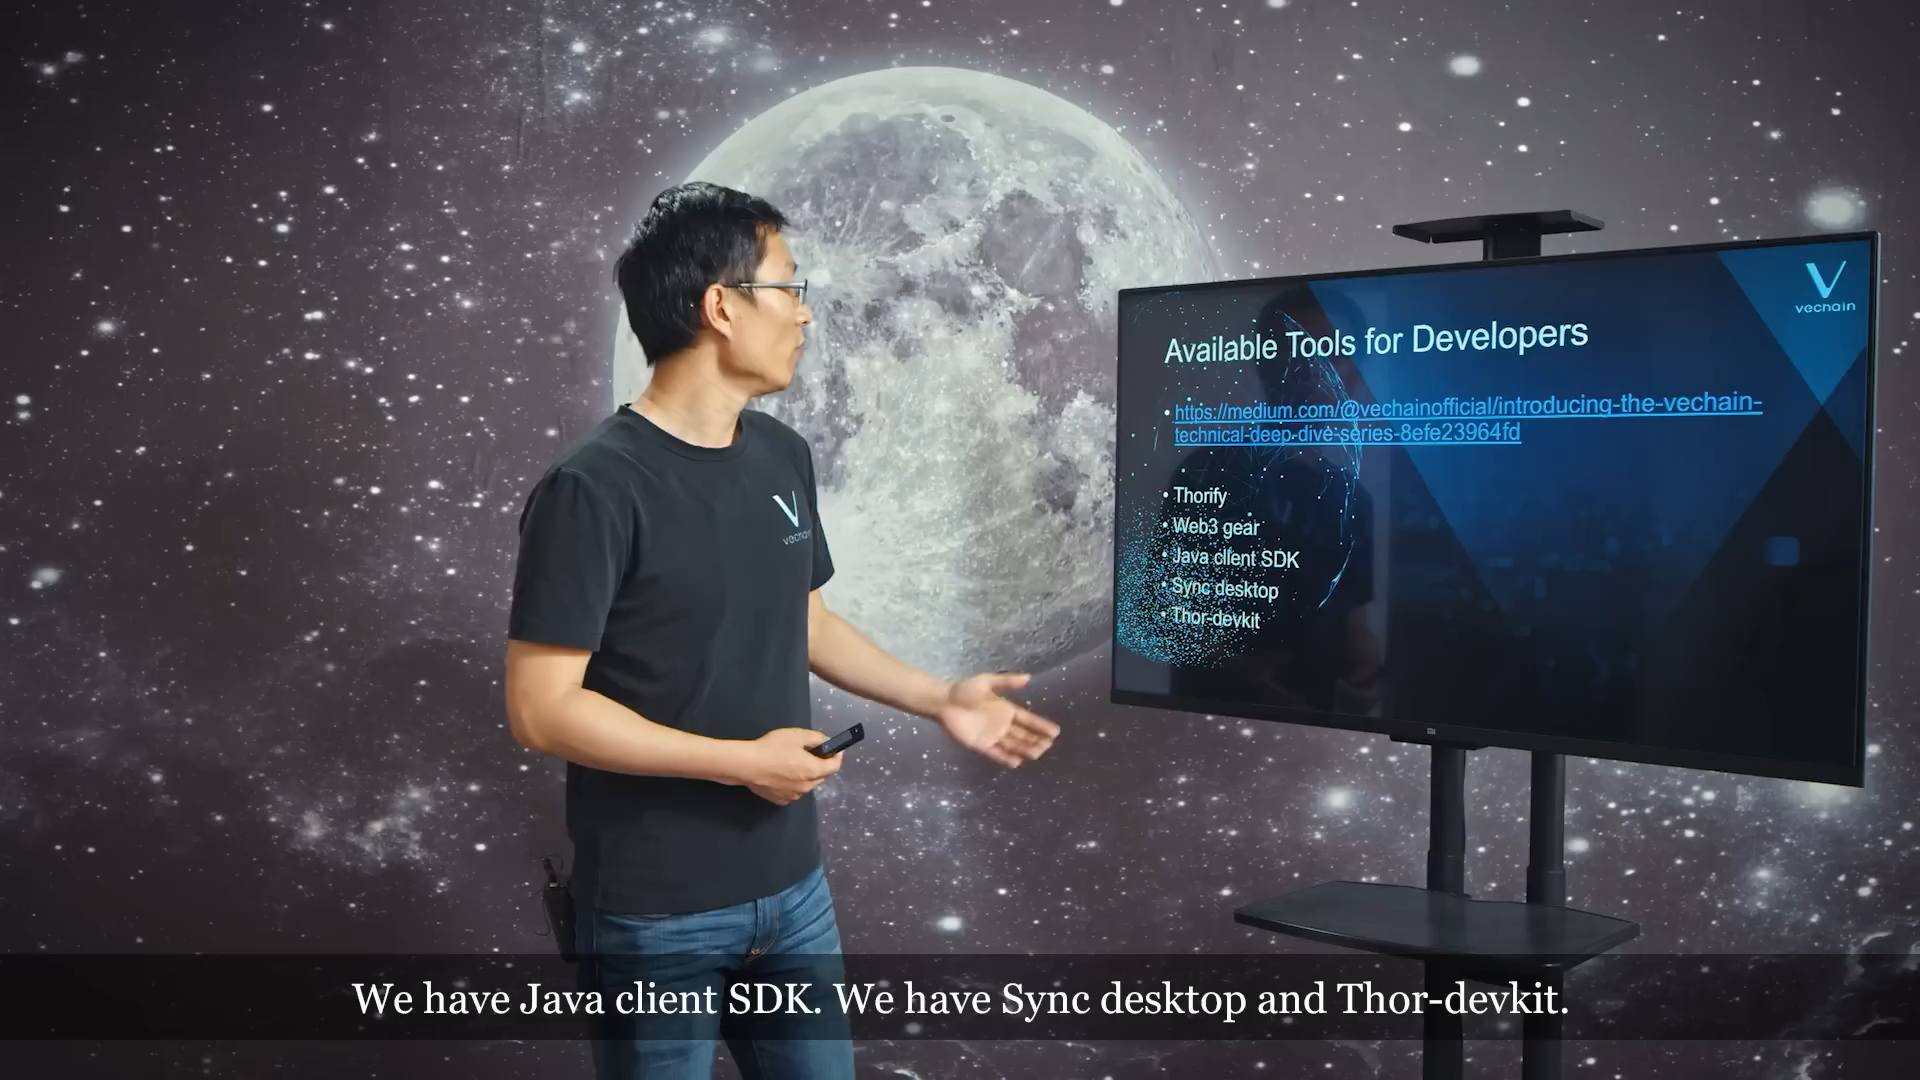 vechain
Available Tools for Developers
• https://medium.com/@vechainofficial/introducing-the-vechain-
technical-deep-dive-series-8efe23964fd
• Thorify
• Web3 gear
• Java client SDK
• Sync desktop
• Thor-devkit
vechain
We have Java client SDK. We have Sync desktop and Thor-devkit.